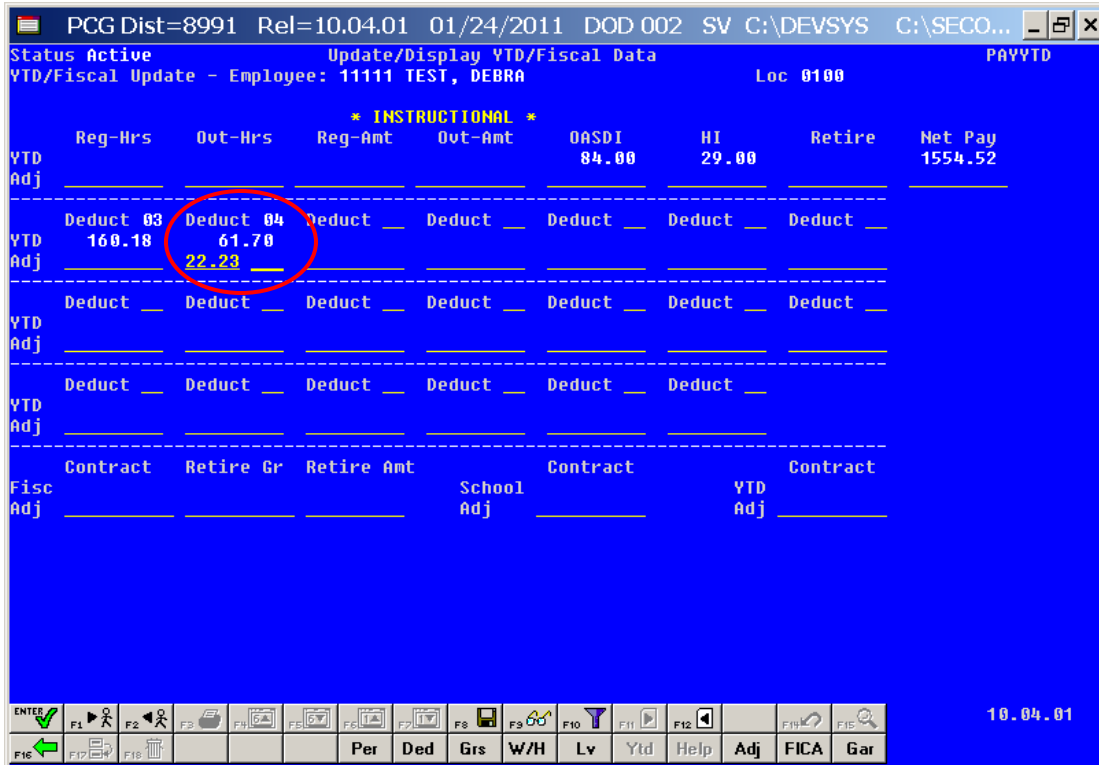 PCG Dist=8991 Rel=10.04.01 01/24/2011 DOD 002 SV C:\DEVSYS C:\SECO...
Status Active Update/Display YTD/Fiscal Data PAYYTD
YTD/Fiscal Update - Employee: 11111 TEST, DEBRA Loc 0100
* INSTRUCTIONAL *
Reg-Hrs Ovt-Hrs Reg-Amt Ovt-Amt OASDI HI Retire Net Pay
YTD 84.00 29.00 1554.52
Adj
Deduct 03 Deduct 04 Deduct __ Deduct __ Deduct __ Deduct __ Deduct __
YTD 160.18 61.70
Adj 22.23
Deduct __ Deduct __ Deduct __ Deduct __ Deduct __ Deduct __ Deduct __
YTD
Adj
Deduct __ Deduct __ Deduct __ Deduct __ Deduct __ Deduct __
YTD
Adj
Contract Retire Gr Retire Amt Contract Contract
Fisc School YTD
Adj Adj Adj
ENTER F1 F2 F3 F4 F5 F6 F7 F8 F9 F10 F11 F12 F14 F15 10.04.01
F16 F17 F18 Per Ded Grs W/H Lv Ytd Help Adj FICA Gar